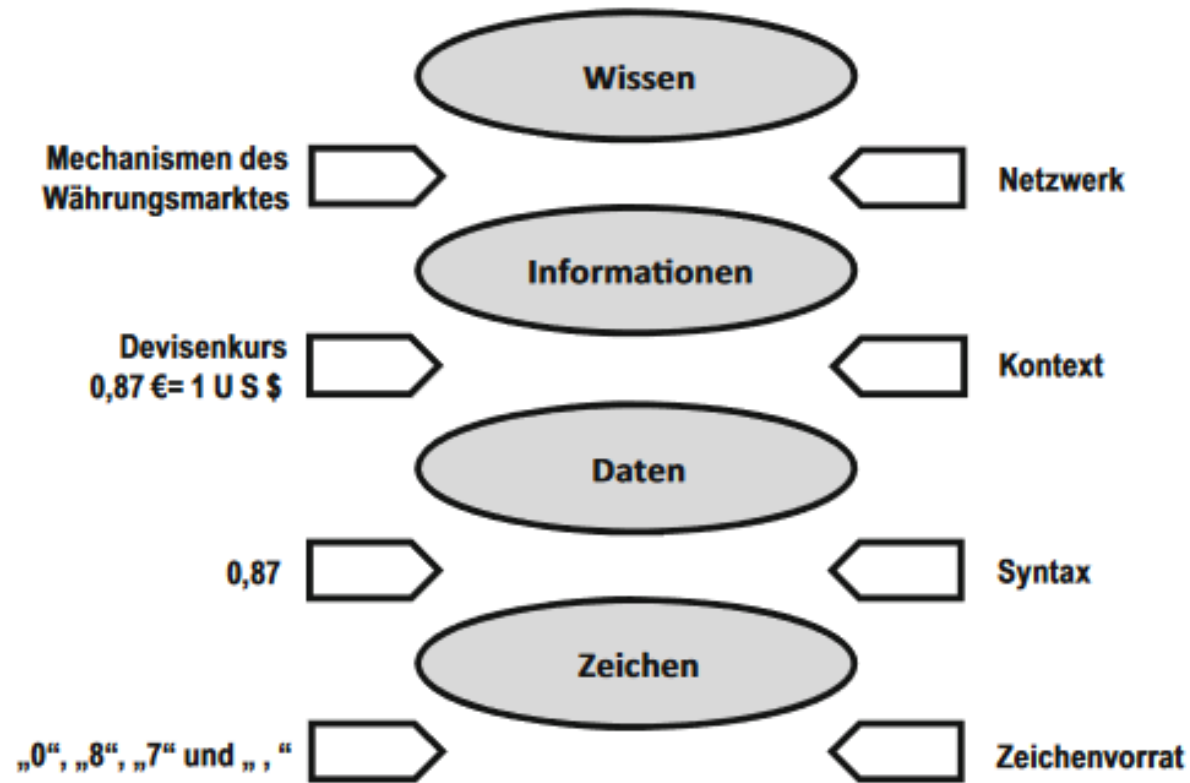 Wissen
Mechanismen des
Währungsmarktes
Netzwerk
Informationen
Devisenkurs
0,87 €= 1 U S $
Kontext
Daten
0,87
Syntax
Zeichen
„0“, „8“, „7“ und „ , “
Zeichenvorrat